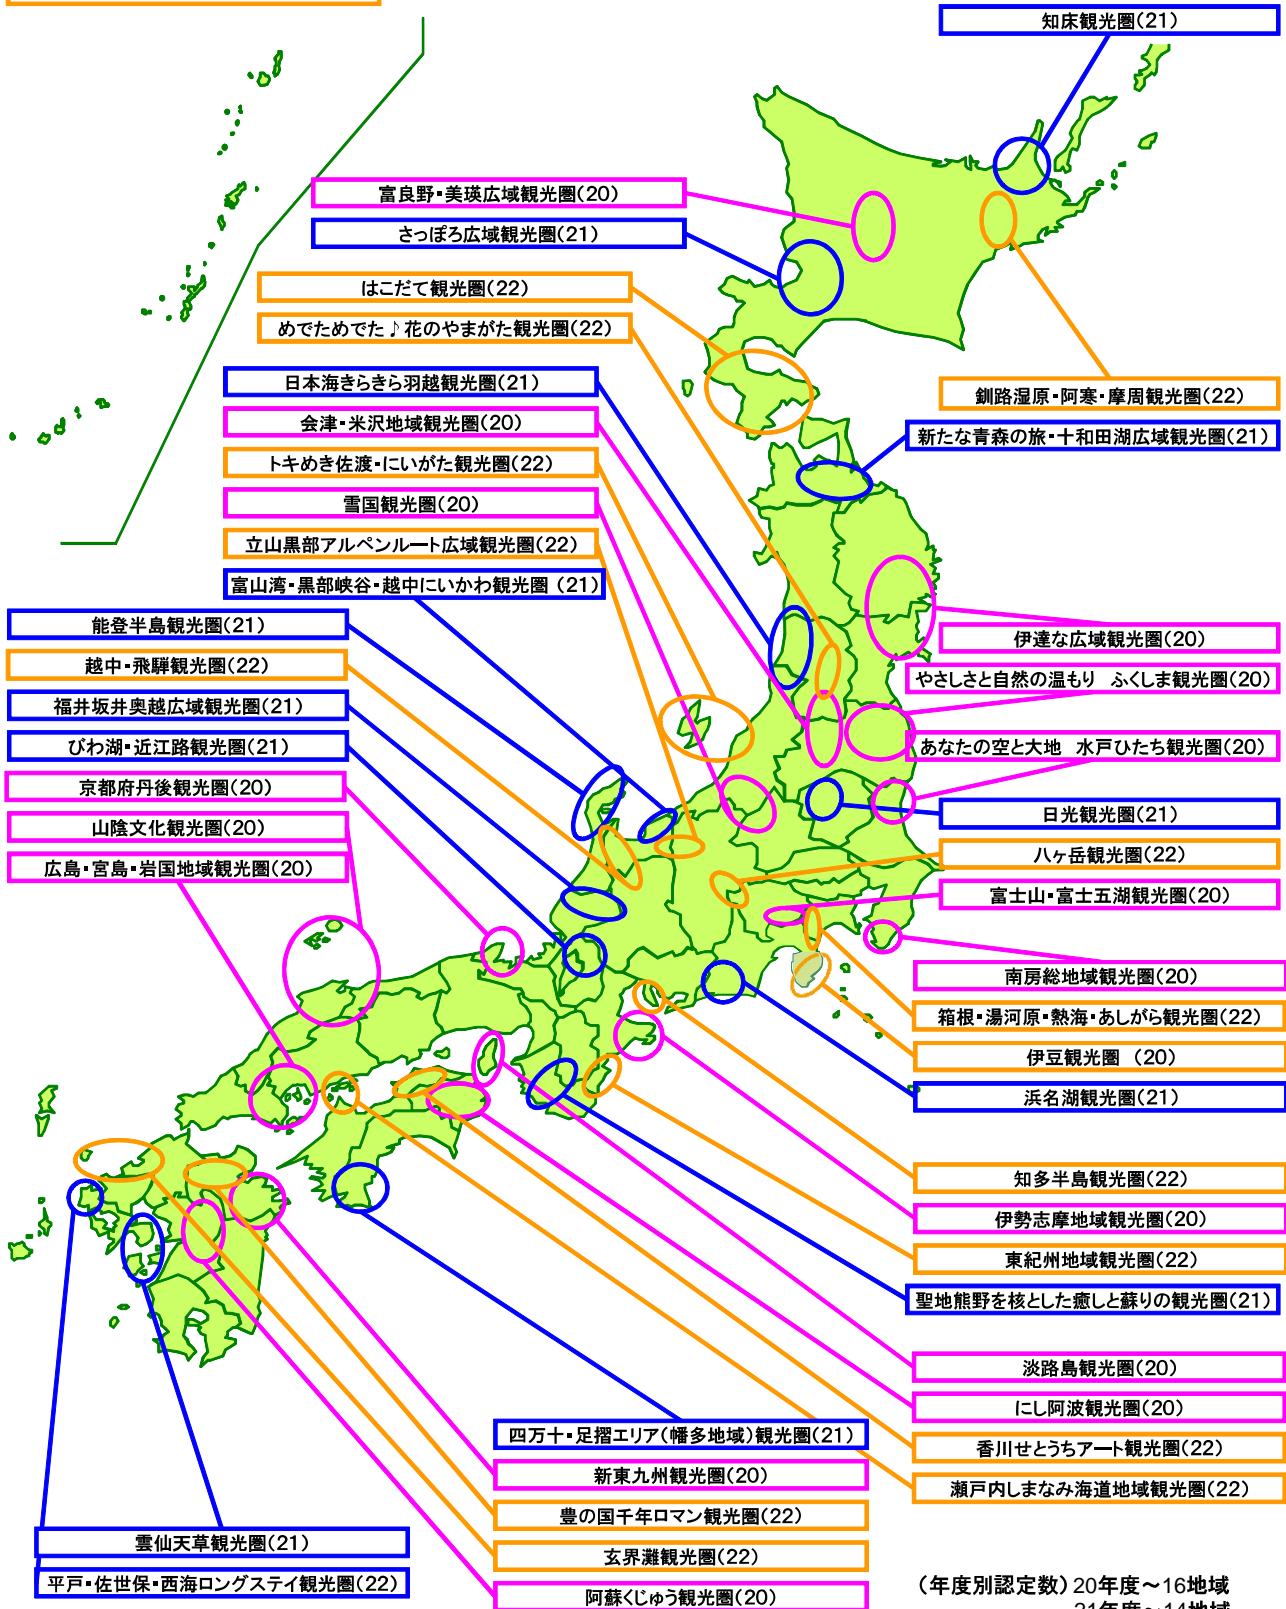 知床観光圏(21)
富良野・美瑛広域観光圏(20)
さっぽろ広域観光圏(21)
はこだて観光圏(22)
めでためでた♪花のやまがた観光圏(22)
日本海きらきら羽越観光圏(21)
釧路湿原・阿寒・摩周観光圏(22)
会津・米沢地域観光圏(20)
新たな青森の旅・十和田湖広域観光圏(21)
トキめき佐渡・にいがた観光圏(22)
雪国観光圏(20)
立山黒部アルペンルート広域観光圏(22)
富山湾・黒部峡谷・越中にいかわ観光圏 (21)
能登半島観光圏(21)
伊達な広域観光圏(20)
越中・飛騨観光圏(22)
やさしさと自然の温もり ふくしま観光圏(20)
福井坂井奥越広域観光圏(21)
びわ湖・近江路観光圏(21)
あなたの空と大地 水戸ひたち観光圏(20)
京都府丹後観光圏(20)
日光観光圏(21)
山陰文化観光圏(20)
八ヶ岳観光圏(22)
広島・宮島・岩国地域観光圏(20)
富士山・富士五湖観光圏(20)
南房総地域観光圏(20)
箱根・湯河原・熱海・あしがら観光圏(22)
伊豆観光圏 (20)
浜名湖観光圏(21)
知多半島観光圏(22)
伊勢志摩地域観光圏(20)
東紀州地域観光圏(22)
聖地熊野を核とした癒しと蘇りの観光圏(21)
淡路島観光圏(20)
にし阿波観光圏(20)
四万十・足摺エリア(幡多地域)観光圏(21)
香川せとうちアート観光圏(22)
新東九州観光圏(20)
瀬戸内しまなみ海道地域観光圏(22)
豊の国千年ロマン観光圏(22)
雲仙天草観光圏(21)
玄界灘観光圏(22)
平戸・佐世保・西海ロングステイ観光圏(22)
阿蘇くじゅう観光圏(20)
(年度別認定数) 20年度~16地域
21年度~14地域